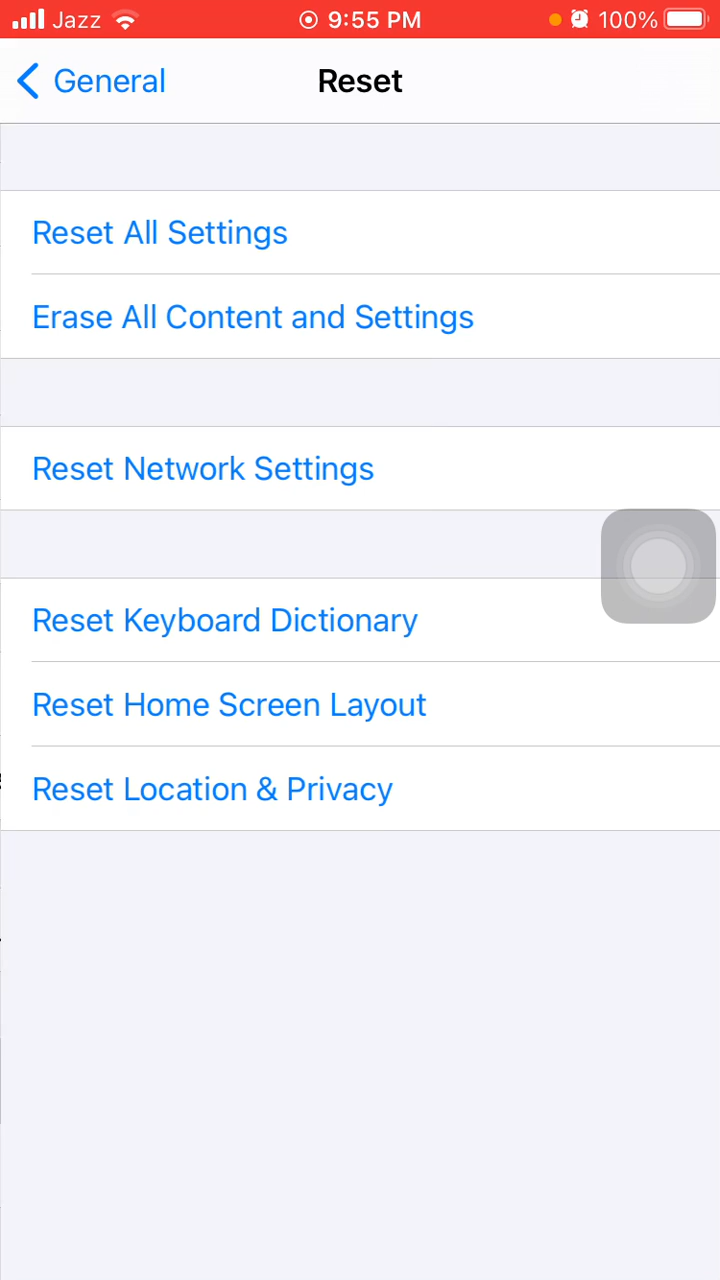 Jazz 9:55 PM 100%
General Reset
Reset All Settings
Erase All Content and Settings
Reset Network Settings
Reset Keyboard Dictionary
Reset Home Screen Layout
Reset Location & Privacy